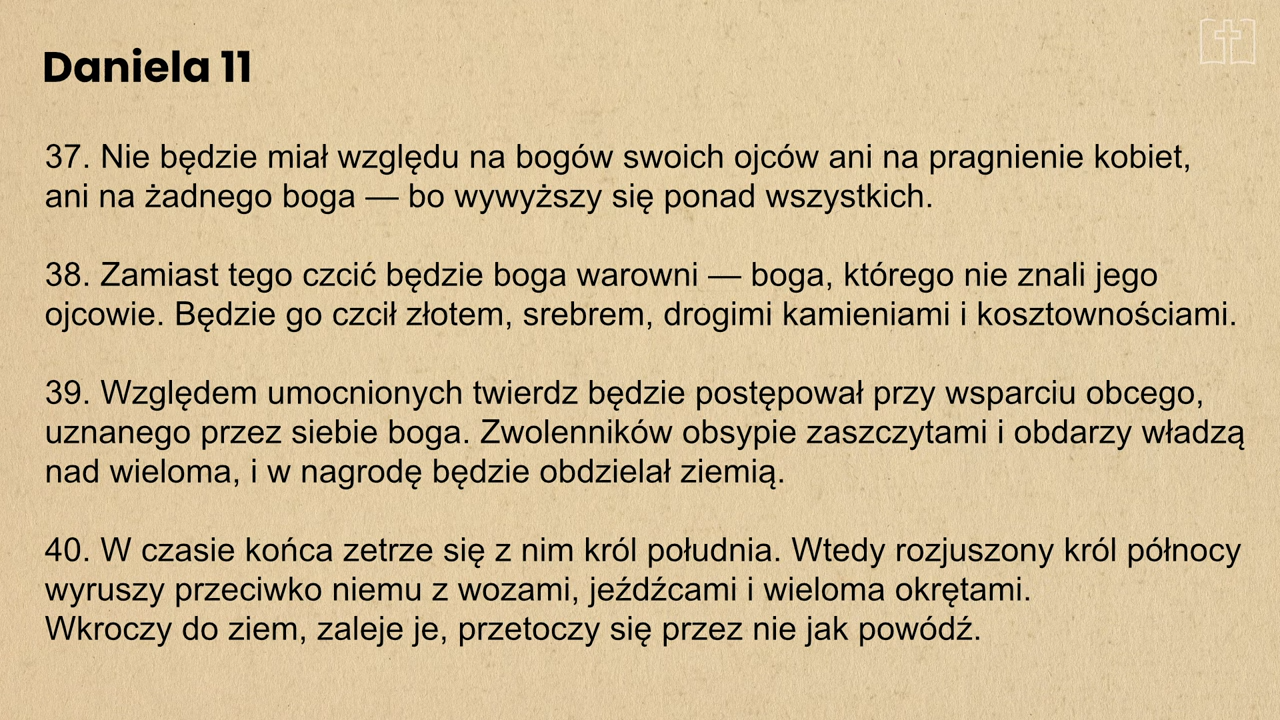 Daniela 11
37. Nie będzie miał względu na bogów swoich ojców ani na pragnienie kobiet,
ani na żadnego boga — bo wywyższy się ponad wszystkich.
38. Zamiast tego czcić będzie boga warowni — boga, którego nie znali jego
ojcowie. Będzie go czcił złotem, srebrem, drogimi kamieniami i kosztownościami.
39. Względem umocnionych twierdz będzie postępował przy wsparciu obcego,
uznanego przez siebie boga. Zwolenników obsypie zaszczytami i obdarzy władzą
nad wieloma, i w nagrodę będzie obdzielał ziemią.
40. W czasie końca zetrze się z nim król południa. Wtedy rozjuszony król północy
wyruszy przeciwko niemu z wozami, jeźdźcami i wieloma okrętami.
Wkroczy do ziem, zaleje je, przetoczy się przez nie jak powódź.